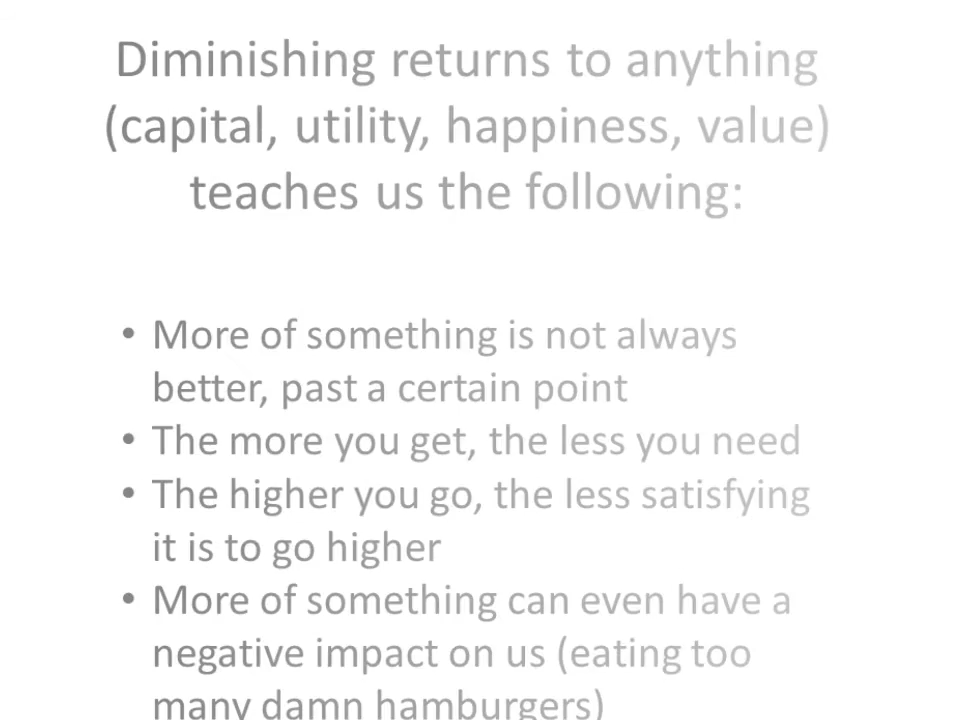 Diminishing returns to anything
(capital, utility, happiness, value)
teaches us the following:
• More of something is not always
better, past a certain point
• The more you get, the less you need
• The higher you go, the less satisfying
it is to go higher
• More of something can even have a
negative impact on us (eating too
many damn hamburgers)